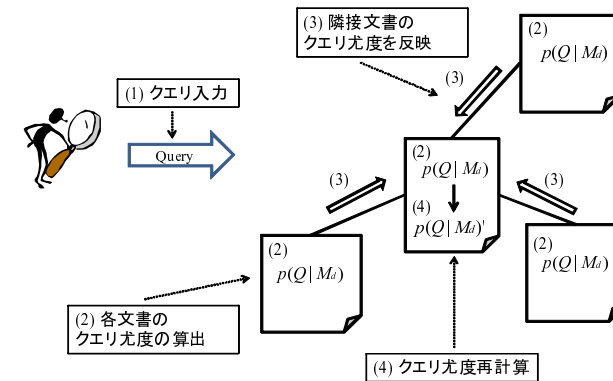 (3) 隣接文書の
クエリ尤度を反映
(2)
p(Q | Md)
(3)
(1) クエリ入力
Query
(2)
p(Q | Md)
(4)
p(Q | Md)'
(3)
(3)
(2)
p(Q | Md)
(2)
p(Q | Md)
(2) 各文書の
クエリ尤度の算出
(4) クエリ尤度再計算